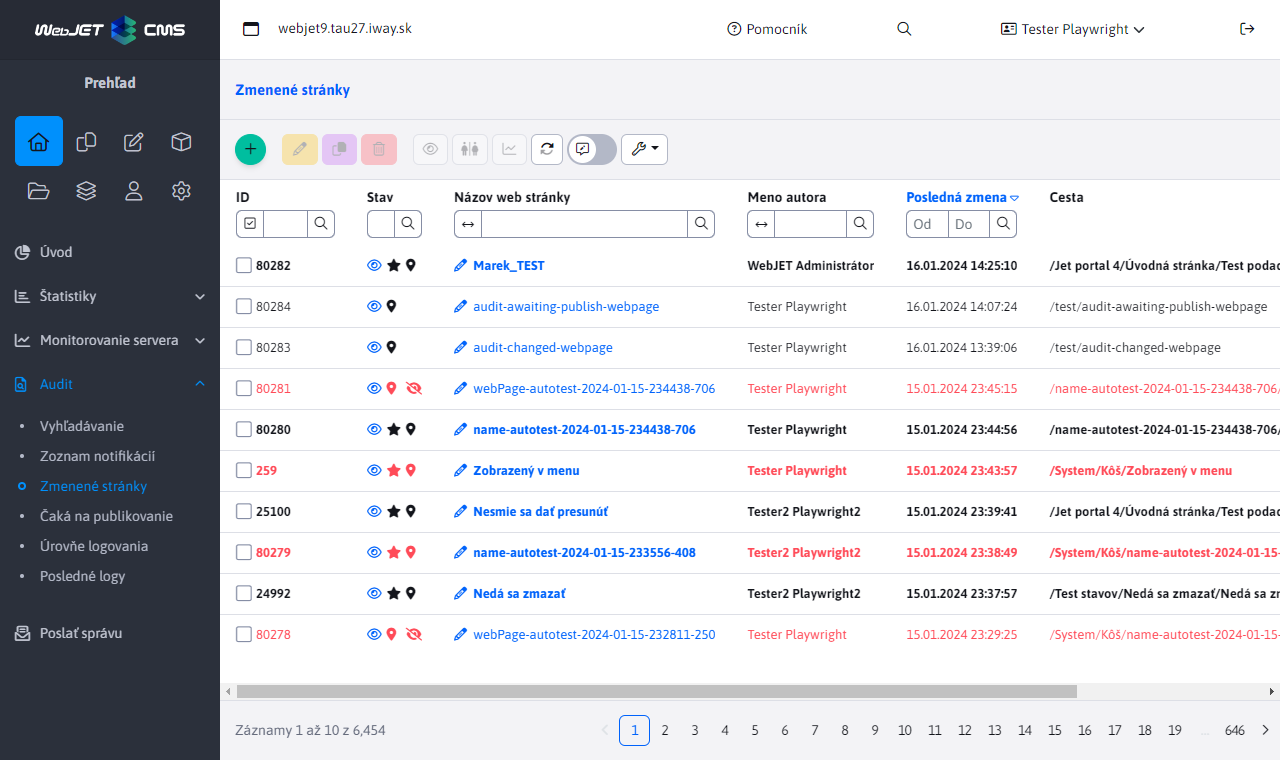 WebJET CMS
webjet9.tau27.iway.sk
Pomocník
Tester Playwright
Prehľad
Zmenené stránky
Úvod
Štatistiky
Monitorovanie servera
Audit
Vyhľadávanie
Zoznam notifikácií
Zmenené stránky
Čaká na publikovanie
Úrovňe logovania
Posledné logy
Poslať správu
ID Stav Názov web stránky Meno autora Posledná zmena Cesta
Od Do
80282 Marek_TEST WebJET Administrátor 16.01.2024 14:25:10 /Jet portal 4/Úvodná stránka/Test podad
80284 audit-awaiting-publish-webpage Tester Playwright 16.01.2024 14:07:24 /test/audit-awaiting-publish-webpage
80283 audit-changed-webpage Tester Playwright 16.01.2024 13:39:06 /test/audit-changed-webpage
80281 webPage-autotest-2024-01-15-234438-706 Tester Playwright 15.01.2024 23:45:15 /name-autotest-2024-01-15-234438-706/
80280 name-autotest-2024-01-15-234438-706 Tester Playwright 15.01.2024 23:44:56 /name-autotest-2024-01-15-234438-706/
259 Zobrazený v menu Tester Playwright 15.01.2024 23:43:57 /System/Kôš/Zobrazený v menu
25100 Nesmie sa dať presunúť Tester2 Playwright2 15.01.2024 23:39:41 /Jet portal 4/Úvodná stránka/Test podad
80279 name-autotest-2024-01-15-233556-408 Tester2 Playwright2 15.01.2024 23:38:49 /System/Kôš/name-autotest-2024-01-15-
24992 Nedá sa zmazať Tester2 Playwright2 15.01.2024 23:37:57 /Test stavov/Nedá sa zmazať/Nedá sa zr
80278 webPage-autotest-2024-01-15-232811-250 Tester Playwright 15.01.2024 23:29:25 /System/Kôš/name-autotest-2024-01-15-
Záznamy 1 až 10 z 6,454
1 2 3 4 5 6 7 8 9 10 11 12 13 14 15 16 17 18 19 … 646